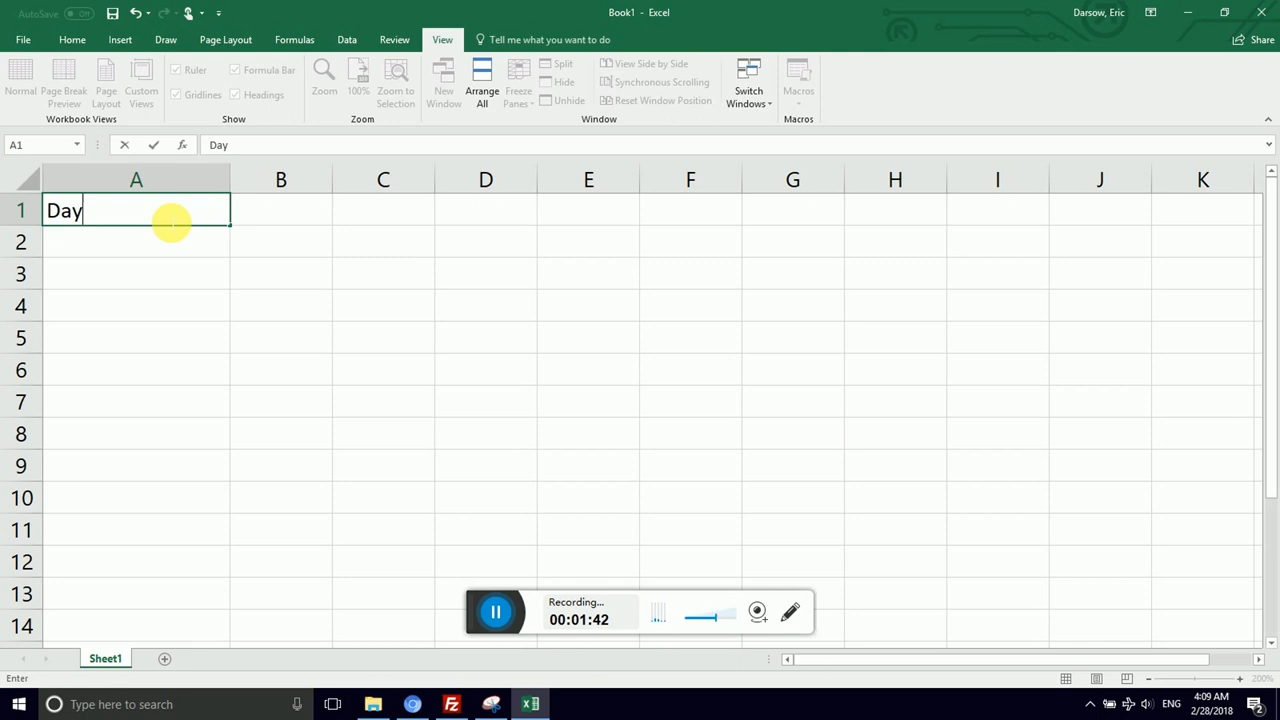 AutoSave Off Book1 - Excel Darsow, Eric
File Home Insert Draw Page Layout Formulas Data Review View Tell me what you want to do Share
Normal Page Break Preview Page Layout Custom Views
Workbook Views
Ruler Formula Bar
Gridlines Headings
Show
Zoom 100% Zoom to Selection
Zoom
New Window Arrange All Freeze Panes
Split
Hide
Unhide
View Side by Side
Synchronous Scrolling
Reset Window Position
Window
Switch Windows
Macros
Macros
A1 fx Day
A B C D E F G H I J K
1 Day
2
3
4
5
6
7
8
9
10
11
12
13
14
Recording...
00:01:42
Sheet1
Enter 200%
Type here to search ENG 4:09 AM
2/28/2018
2